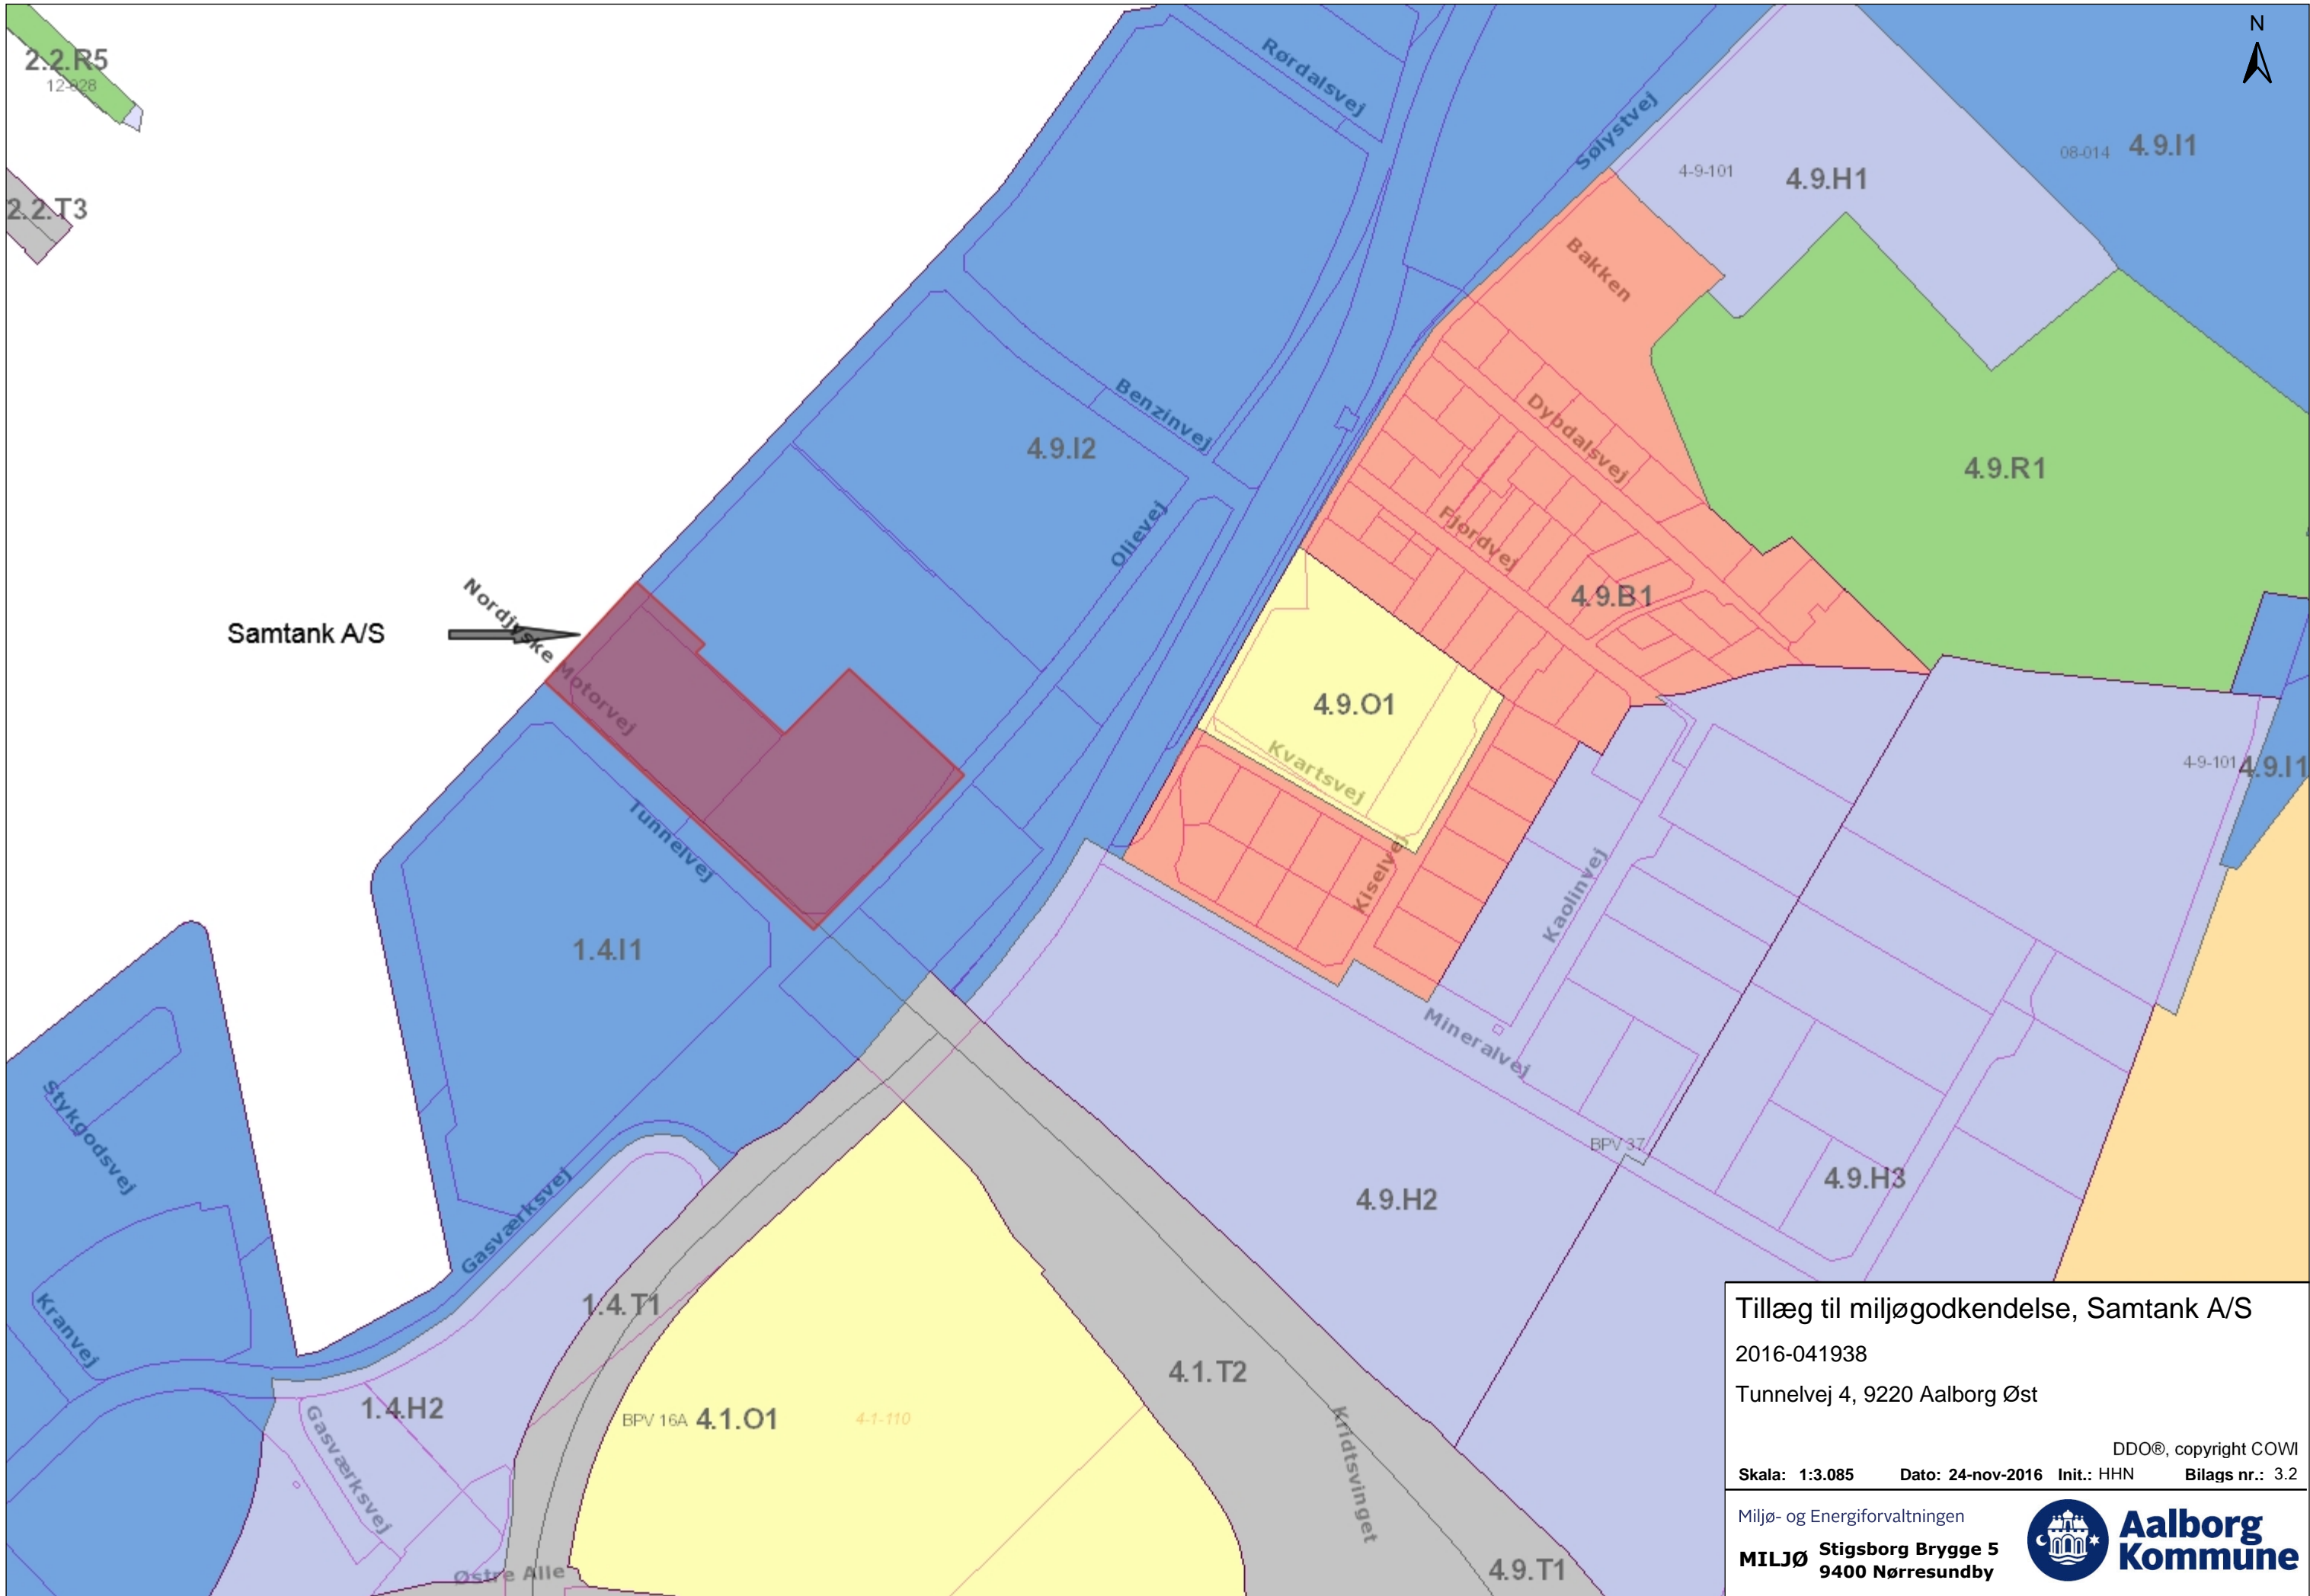 N
2.2.R5
12-028
2.2.T3
Rørdalsvej
Sølystvej
4-9-101
4.9.H1
08-014
4.9.I1
Bakken
Benzinvej
4.9.I2
Dybdalsvej
4.9.R1
Olievej
Fjordvej
4.9.B1
Samtank A/S
Nordjyske Motorvej
4.9.O1
Kvartsvej
4-9-101
4.9.I1
Tunnelvej
Kiselvej
Kaolinvej
1.4.I1
Mineralvej
Stykgodsvej
BPV 37
4.9.H3
4.9.H2
Gasværksvej
Kranvej
1.4.T1
4.1.T2
1.4.H2
BPV 16A
4.1.O1
4-1-110
Gasværksvej
Kridtsvinget
Østre Alle
4.9.T1
Tillæg til miljøgodkendelse, Samtank A/S
2016-041938
Tunnelvej 4, 9220 Aalborg Øst
DDO®, copyright COWI
Skala: 1:3.085 Dato: 24-nov-2016 Init.: HHN Bilags nr.: 3.2
Miljø- og Energiforvaltningen
MILJØ Stigsborg Brygge 5
9400 Nørresundby
Aalborg
Kommune